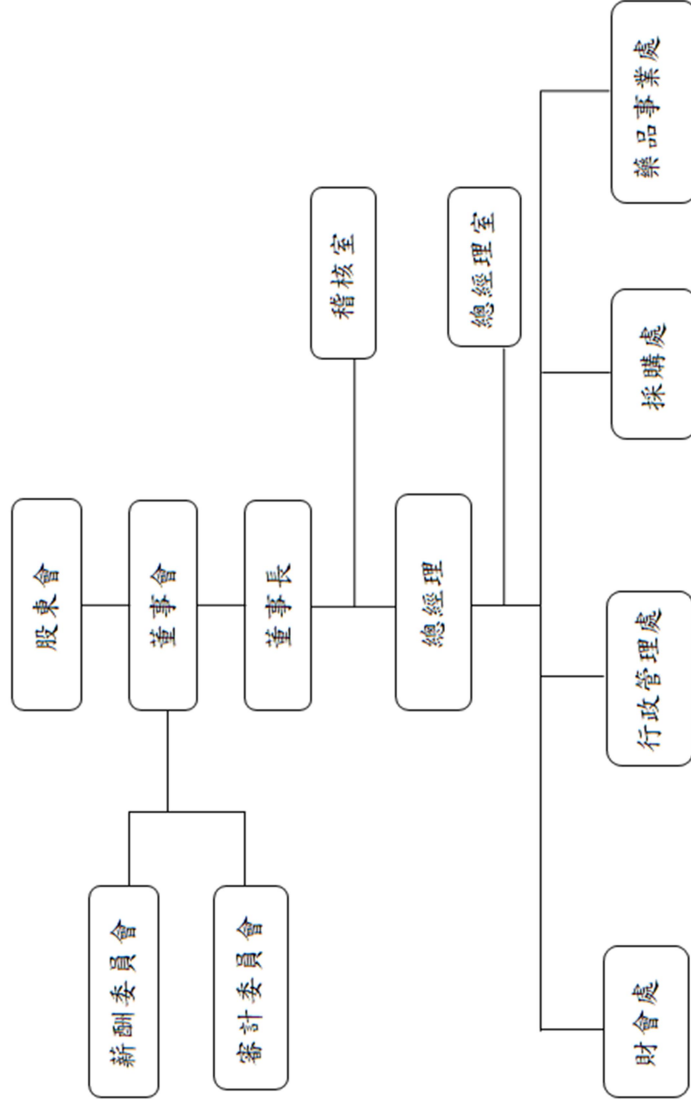 股東會
董事會
薪酬委員會
審計委員會
董事長
稽核室
總經理
總經理室
財會處
行政管理處
採購處
藥品事業處